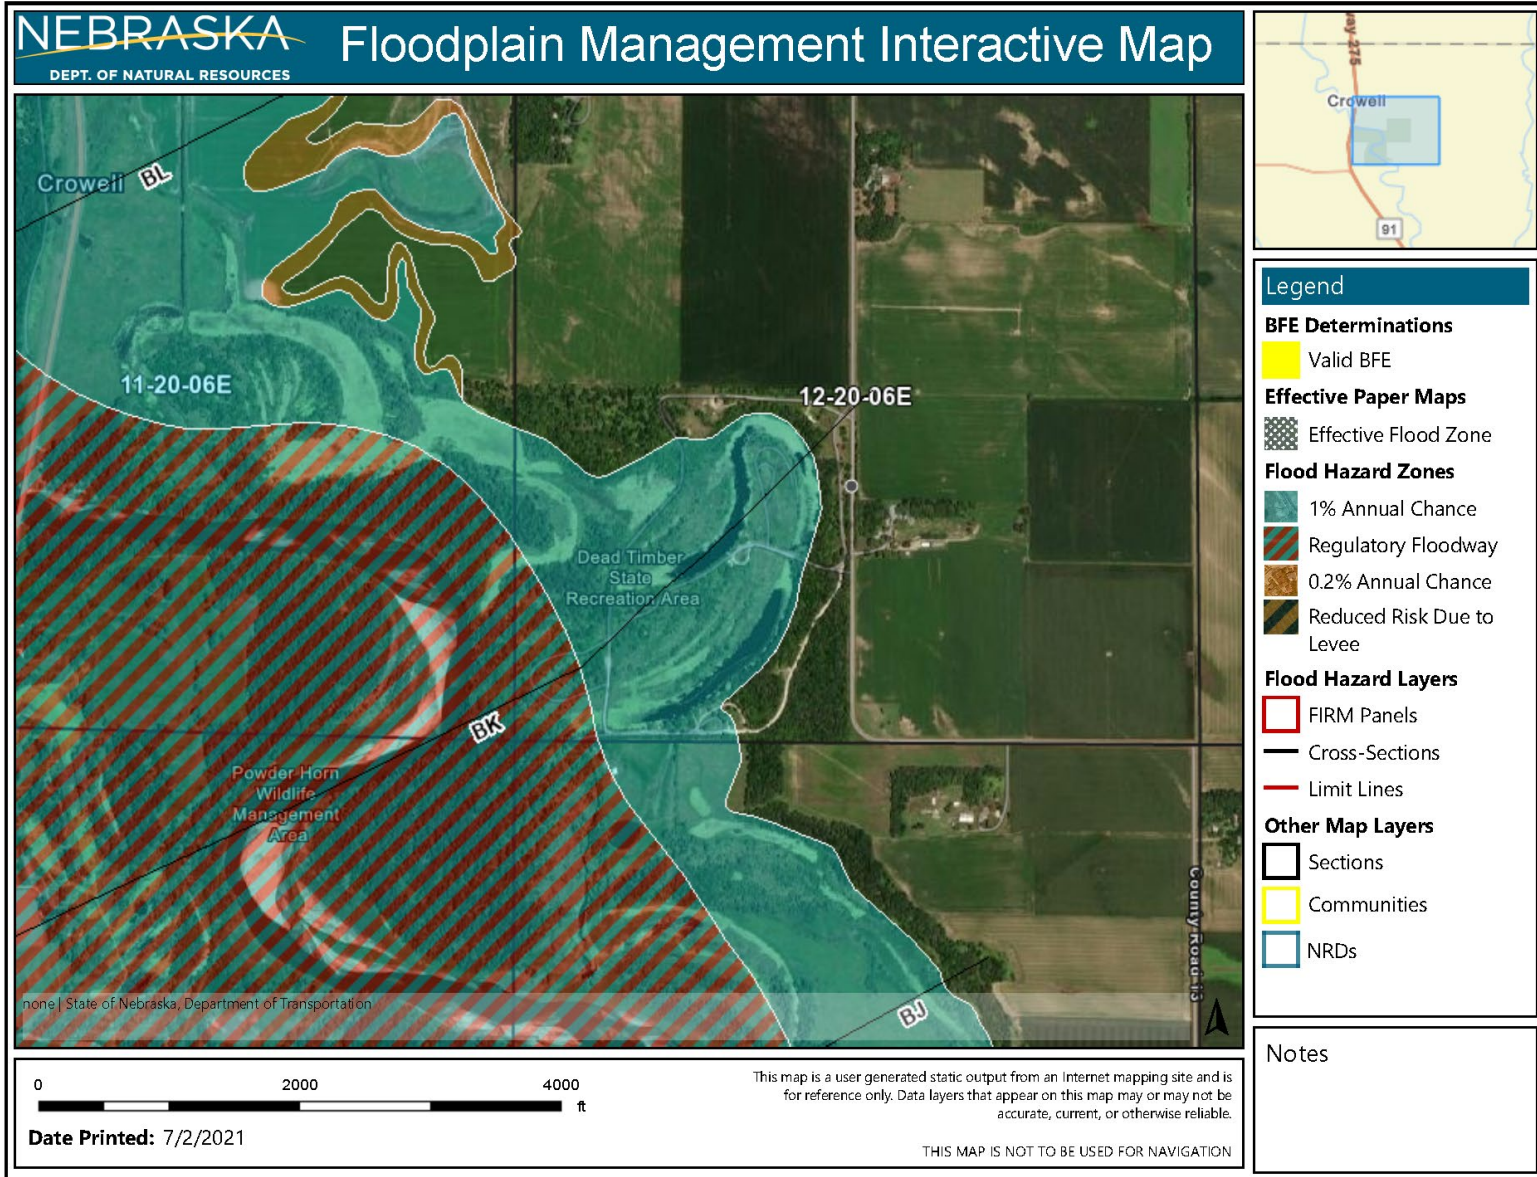 NEBRASKA
DEPT. OF NATURAL RESOURCES
Floodplain Management Interactive Map
way 275
Crowell
91
Crowell
BL
11-20-06E
12-20-06E
Dead Timber
State
Recreation Area
BK
Powder Horn
Wildlife
Management
Area
County Road 13
BJ
none | State of Nebraska, Department of Transportation
Legend
BFE Determinations
Valid BFE
Effective Paper Maps
Effective Flood Zone
Flood Hazard Zones
1% Annual Chance
Regulatory Floodway
0.2% Annual Chance
Reduced Risk Due to
Levee
Flood Hazard Layers
FIRM Panels
Cross-Sections
Limit Lines
Other Map Layers
Sections
Communities
NRDs
Notes
0 2000 4000
ft
Date Printed: 7/2/2021
This map is a user generated static output from an Internet mapping site and is
for reference only. Data layers that appear on this map may or may not be
accurate, current, or otherwise reliable.
THIS MAP IS NOT TO BE USED FOR NAVIGATION